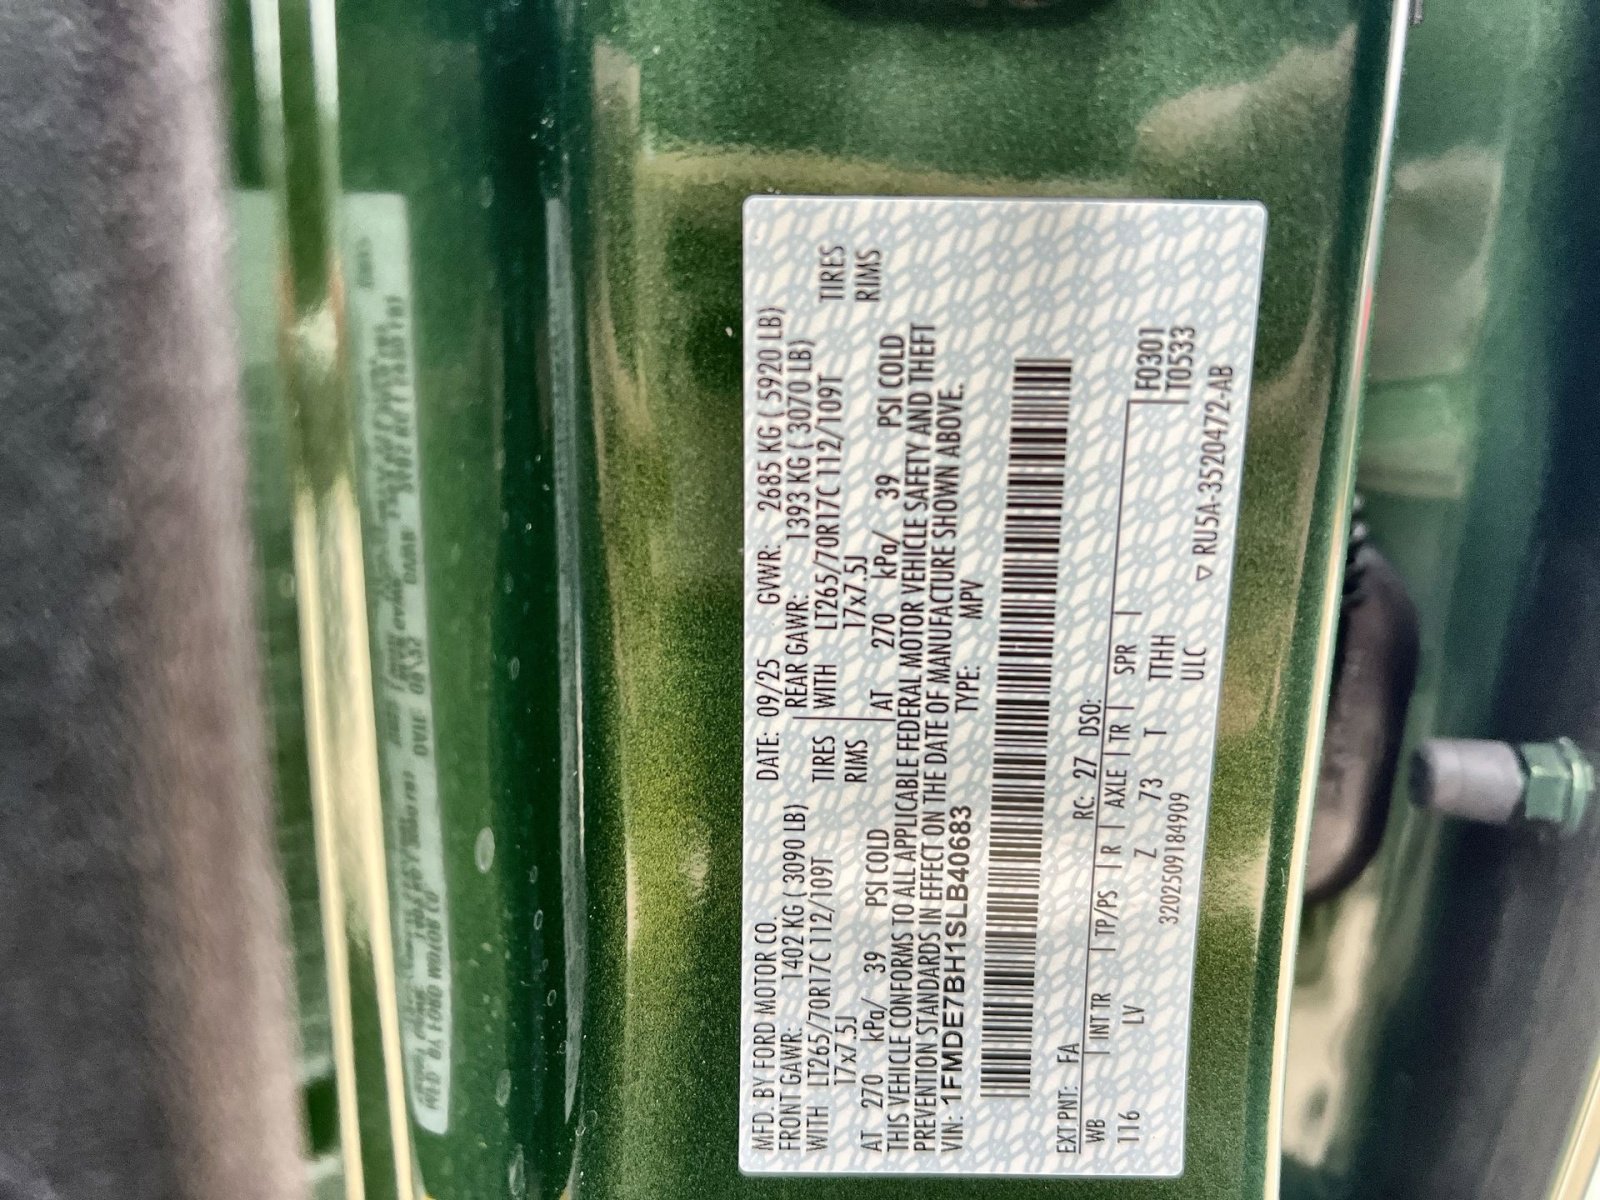 MFD. BY FORD MOTOR CO. DATE: 09/25 GVWR: 2685 KG ( 5920 LB)
FRONT GAWR: 1402 KG ( 3090 LB) REAR GAWR: 1393 KG ( 3070 LB)
WITH LT265/70R17C 112/109T TIRES WITH LT265/70R17C 112/109T TIRES
17x7.5J RIMS 17x7.5J RIMS
AT 270 kPa/ 39 PSI COLD AT 270 kPa/ 39 PSI COLD
THIS VEHICLE CONFORMS TO ALL APPLICABLE FEDERAL MOTOR VEHICLE SAFETY AND THEFT
PREVENTION STANDARDS IN EFFECT ON THE DATE OF MANUFACTURE SHOWN ABOVE.
VIN: 1FMDE7BH1SLB40683 TYPE: MPV
EXT PNT: FA RC: 27 DSO: F0301
WB INT TR TP/PS R AXLE TR SPR T0533
116 LV Z 73 T TTHH
3202509184909 ULC ▽ RU5A-3520472-AB